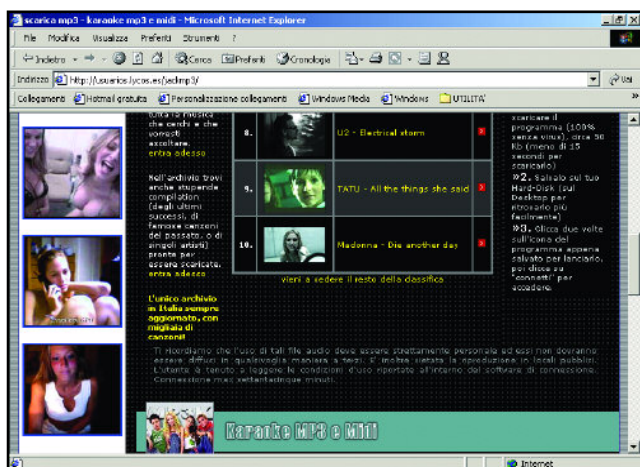 scarica mp3 - karaoke mp3 e midi - Microsoft Internet Explorer
File Modifica Visualizza Preferiti Strumenti ?
Indietro Cerca Preferiti Cronologia
Indirizzo http://usuarios.lycos.es/jackmp3/ Vai
Collegamenti Hotmail gratuita Personalizzazione collegamenti Windows Media Windows UTILITA'
tutta la musica
che cerchi e che
vorresti
ascoltare.
entra adesso
Nell'archivio trovi
anche stupende
compilation
(degli ultimi
successi, di
famose canzoni
del passato, o di
singoli artisti)
pronte per
essere scaricate.
entra adesso
L'unico archivio
in Italia sempre
aggiornato, con
migliaia di
canzoni!
8. U2 - Electrical storm
9. TATU - All the things she said
10. Madonna - Die another day
vieni a vedere il resto della classifica
scaricare il
programma (100%
senza virus), circa 50
Kb (meno di 15
secondi per
scaricarlo)
»2. Salvalo sul tuo
Hard-Disk (sul
Desktop per
ritrovarlo più
facilmente)
»3. Clicca due volte
sull'icona del
programma appena
salvato per lanciarlo,
poi clicca su
"connetti" per
accedere.
Ti ricordiamo che l'uso di tali file audio deve essere strettamente personale ed essi non dovranno
essere diffusi in qualsivoglia maniera a terzi. E' inoltre vietata la riproduzione in locali pubblici.
L'utente è tenuto a leggere le condizioni d'uso riportate all'interno del software di connessione.
Connessione max settantacinque minuti.
Karaoke MP3 e Midi
Internet